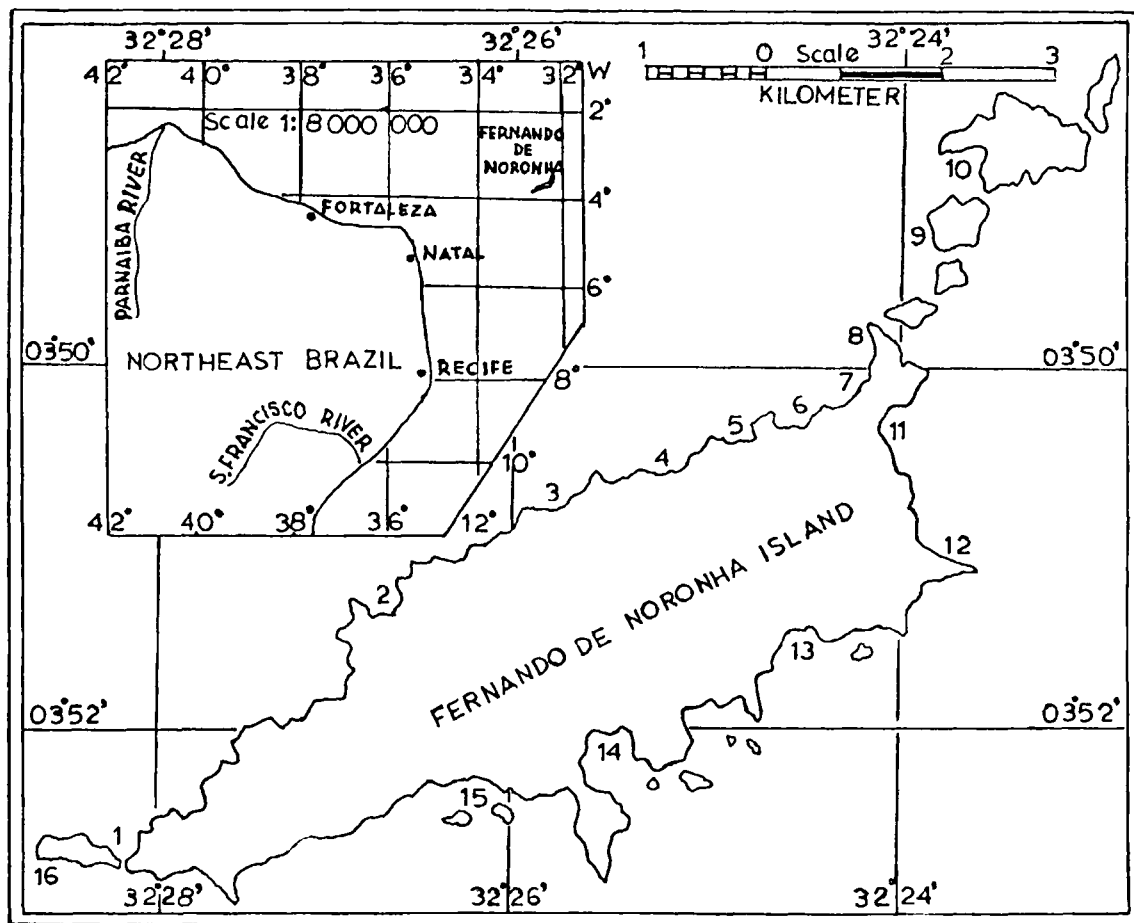 32°28' 32°26' 32°24'
1 0 Scale 2 3
KILOMETER
42° 40° 38° 36° 34° 32° W
2°
Scale 1: 8 000 000
FERNANDO
DE
NORONHA
4°
PARNAIBA RIVER
FORTALEZA
NATAL
6°
NORTHEAST BRAZIL
RECIFE
8°
S.FRANCISCO RIVER
10°
42° 40° 38° 36° 12°
03°50' 03°50'
10
9
8
7
6
5
4
3
2
11
12
FERNANDO DE NORONHA ISLAND
13
03°52' 03°52'
14
15
1
16
32°28' 32°26' 32°24'